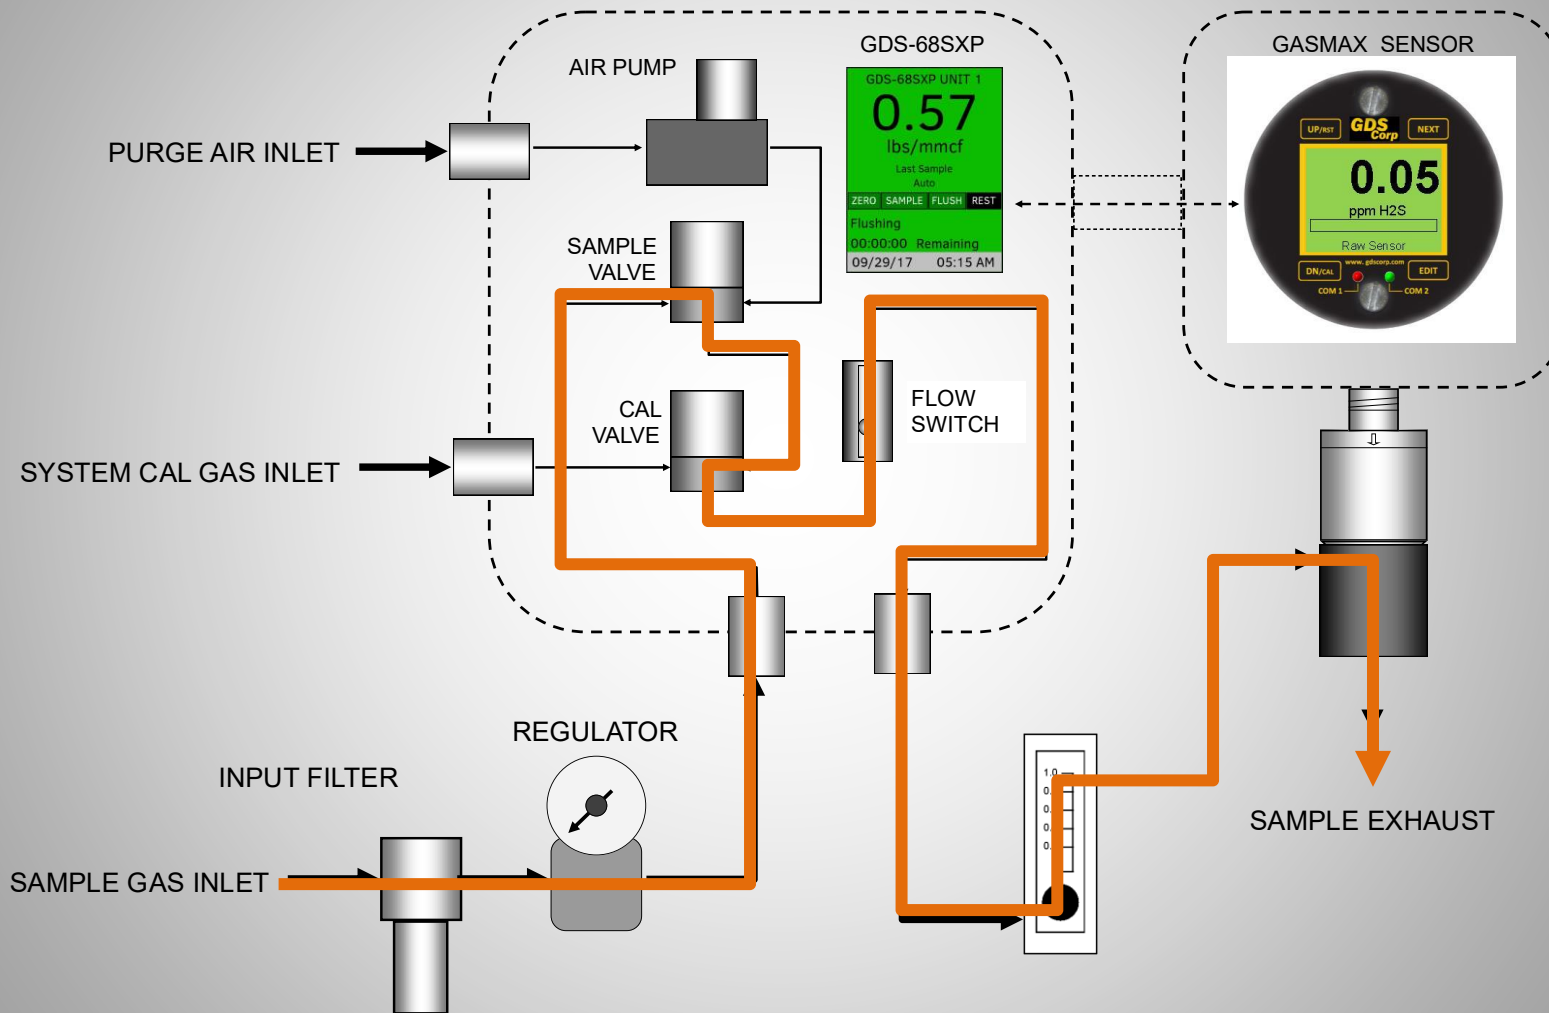 GDS-68SXP
GASMAX SENSOR
AIR PUMP
PURGE AIR INLET
GDS-68SXP UNIT 1
0.57
lbs/mmcf
Last Sample
Auto
ZERO SAMPLE FLUSH REST
Flushing
00:00:00 Remaining
09/29/17 05:15 AM
UP/RST
GDS
Corp
NEXT
0.05
ppm H2S
Raw Sensor
www.gdscorp.com
DN/CAL
EDIT
COM 1
COM 2
SAMPLE
VALVE
CAL
VALVE
FLOW
SWITCH
SYSTEM CAL GAS INLET
REGULATOR
INPUT FILTER
1.0
SAMPLE EXHAUST
SAMPLE GAS INLET